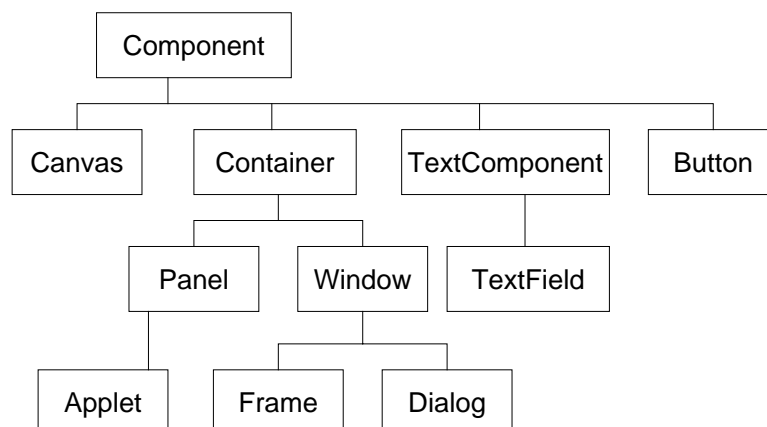 Component
Canvas
Container
TextComponent
Button
Panel
Window
TextField
Applet
Frame
Dialog